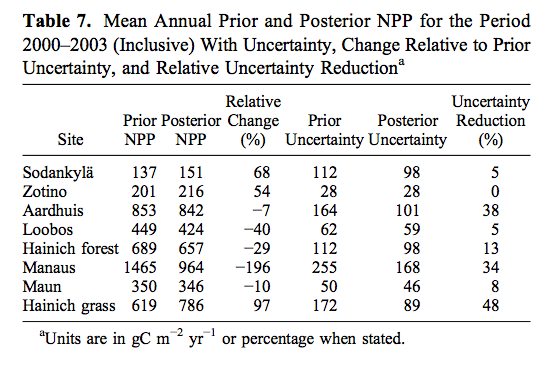 Table 7. Mean Annual Prior and Posterior NPP for the Period
2000–2003 (Inclusive) With Uncertainty, Change Relative to Prior
Uncertainty, and Relative Uncertainty Reductionᵃ
Relative Uncertainty
Prior Posterior Change Prior Posterior Reduction
Site NPP NPP (%) Uncertainty Uncertainty (%)
Sodankylä 137 151 68 112 98 5
Zotino 201 216 54 28 28 0
Aardhuis 853 842 −7 164 101 38
Loobos 449 424 −40 62 59 5
Hainich forest 689 657 −29 112 98 13
Manaus 1465 964 −196 255 168 34
Maun 350 346 −10 50 46 8
Hainich grass 619 786 97 172 89 48
ᵃUnits are in gC m⁻² yr⁻¹ or percentage when stated.